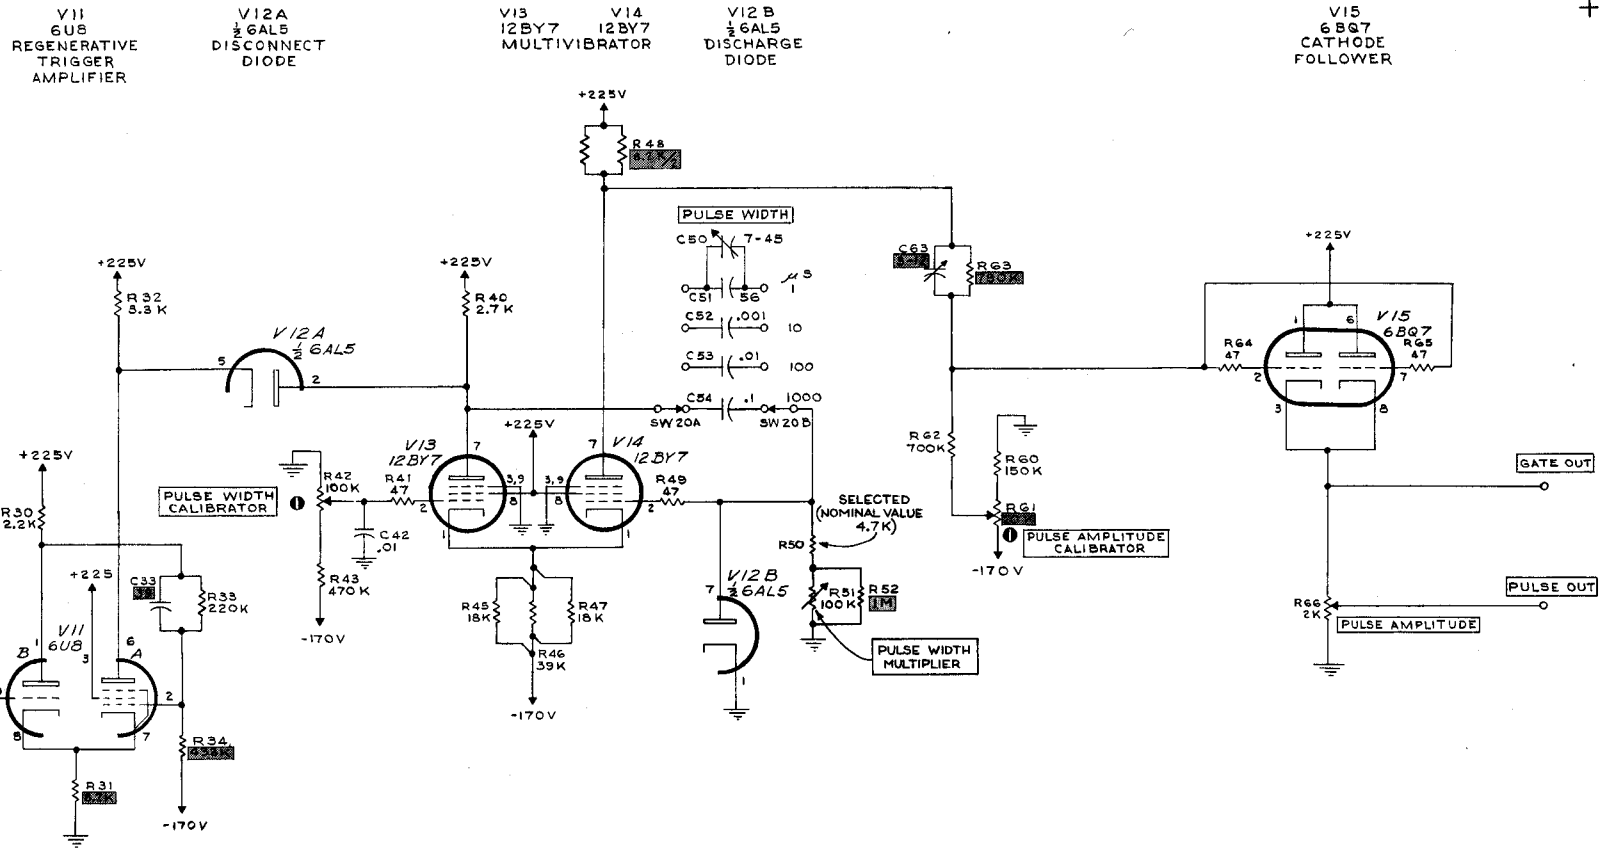 V11
6U8
REGENERATIVE
TRIGGER
AMPLIFIER
V12A
½ 6AL5
DISCONNECT
DIODE
V13 V14
12BY7 12BY7
MULTIVIBRATOR
V12B
½ 6AL5
DISCHARGE
DIODE
V15
6BQ7
CATHODE
FOLLOWER
+225V
R48
PULSE WIDTH
C50 7-45
μS
C51 56 1
C52 .001 10
C53 .01 100
C54 .1 1000
SW20A SW20B
+225V
R32
3.3K
V12A
½ 6AL5
5
2
+225V
R40
2.7K
C63
R63
+225V
1 6
V15
6BQ7
R64
47
R65
47
2 7
3 8
R62
700K
R60
150K
R61
PULSE AMPLITUDE
CALIBRATOR
1
-170V
GATE OUT
PULSE OUT
R66
2K
PULSE AMPLITUDE
+225V
V13
12BY7
7
3,9
8
2
1
V14
12BY7
7
3,9
8
2
1
R42
100K
R41
47
PULSE WIDTH
CALIBRATOR
1
C42
.01
R43
470K
-170V
R49
47
SELECTED
(NOMINAL VALUE
4.7K)
R50
R51
100K
R52
1M
PULSE WIDTH
MULTIPLIER
V12B
½ 6AL5
7
1
R45
18K
R47
18K
R46
39K
-170V
+225V
R30
2.2K
+225
C33
R33
220K
V11
6U8
B
A
1
3
6
2
8
7
R34
R31
-170V